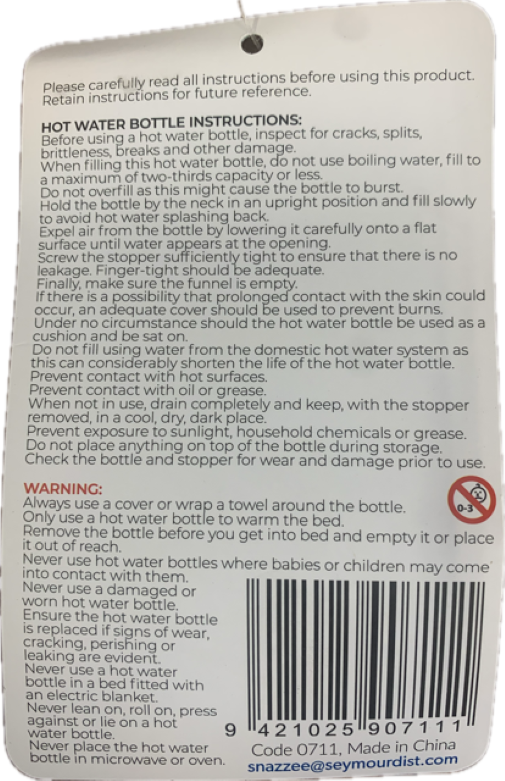 Please carefully read all instructions before using this product.
Retain instructions for future reference.
HOT WATER BOTTLE INSTRUCTIONS:
Before using a hot water bottle, inspect for cracks, splits,
brittleness, breaks and other damage.
When filling this hot water bottle, do not use boiling water, fill to
a maximum of two-thirds capacity or less.
Do not overfill as this might cause the bottle to burst.
Hold the bottle by the neck in an upright position and fill slowly
to avoid hot water splashing back.
Expel air from the bottle by lowering it carefully onto a flat
surface until water appears at the opening.
Screw the stopper sufficiently tight to ensure that there is no
leakage. Finger-tight should be adequate.
Finally, make sure the funnel is empty.
If there is a possibility that prolonged contact with the skin could
occur, an adequate cover should be used to prevent burns.
Under no circumstance should the hot water bottle be used as a
cushion and be sat on.
Do not fill using water from the domestic hot water system as
this can considerably shorten the life of the hot water bottle.
Prevent contact with hot surfaces.
Prevent contact with oil or grease.
When not in use, drain completely and keep, with the stopper
removed, in a cool, dry, dark place.
Prevent exposure to sunlight, household chemicals or grease.
Do not place anything on top of the bottle during storage.
Check the bottle and stopper for wear and damage prior to use.
WARNING:
Always use a cover or wrap a towel around the bottle.
Only use a hot water bottle to warm the bed.
Remove the bottle before you get into bed and empty it or place
it out of reach.
Never use hot water bottles where babies or children may come
into contact with them.
Never use a damaged or
worn hot water bottle.
Ensure the hot water bottle
is replaced if signs of wear,
cracking, perishing or
leaking are evident.
Never use a hot water
bottle in a bed fitted with
an electric blanket.
Never lean on, roll on, press
against or lie on a hot
water bottle.
Never place the hot water
bottle in microwave or oven.
0-3
9 421025 907111
Code 0711, Made in China
snazzee@seymourdist.com